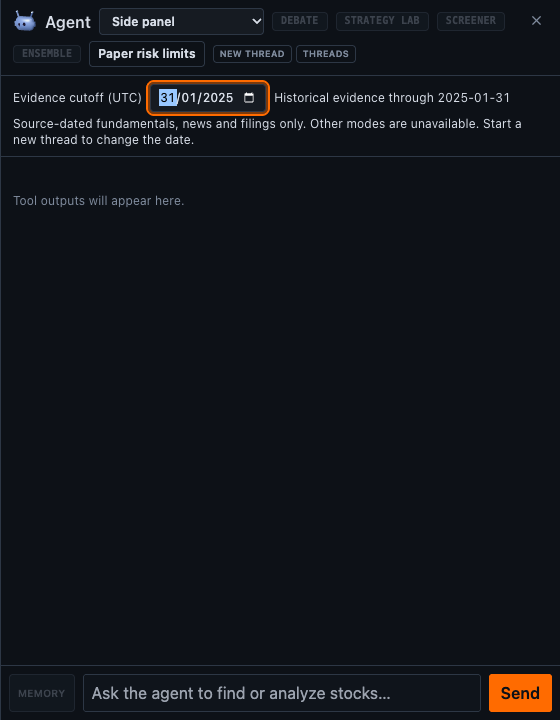 Agent Side panel DEBATE STRATEGY LAB SCREENER ×
ENSEMBLE Paper risk limits NEW THREAD THREADS
Evidence cutoff (UTC) 31/01/2025 Historical evidence through 2025-01-31
Source-dated fundamentals, news and filings only. Other modes are unavailable. Start a
new thread to change the date.
Tool outputs will appear here.
MEMORY Ask the agent to find or analyze stocks... Send